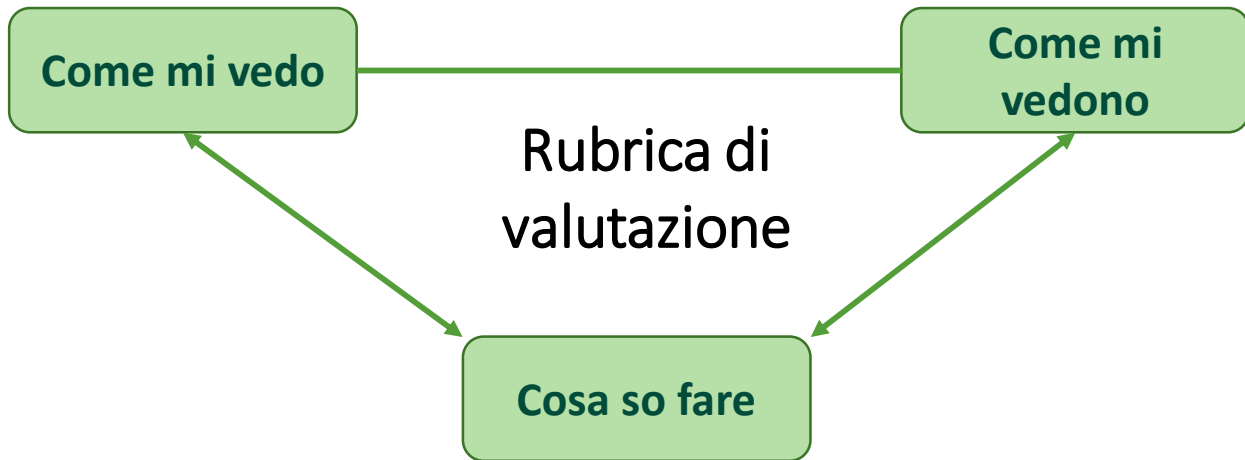 Come mi vedo
Come mi
vedono
Rubrica di
valutazione
Cosa so fare